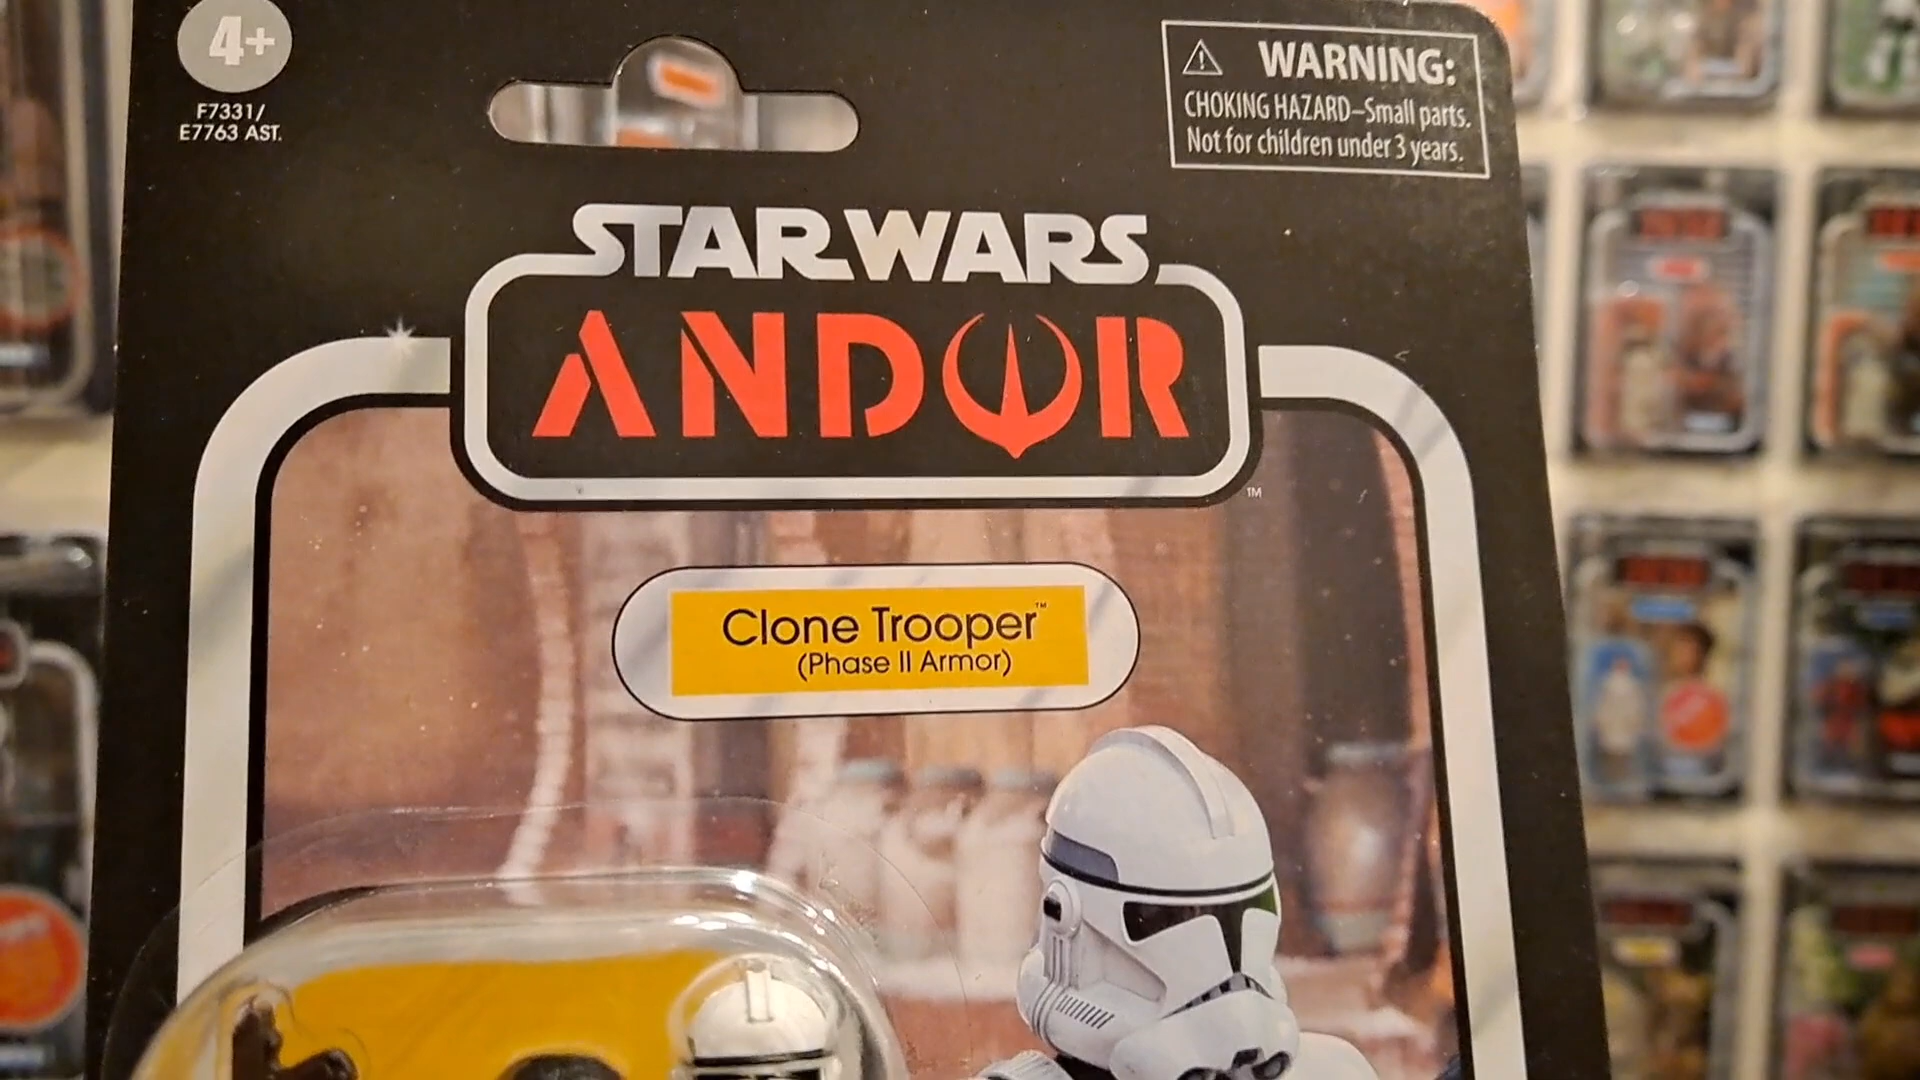 4+
F7331/
E7763 AST.
⚠ WARNING:
CHOKING HAZARD–Small parts.
Not for children under 3 years.
STAR WARS
ANDOR
TM
Clone Trooper™
(Phase II Armor)